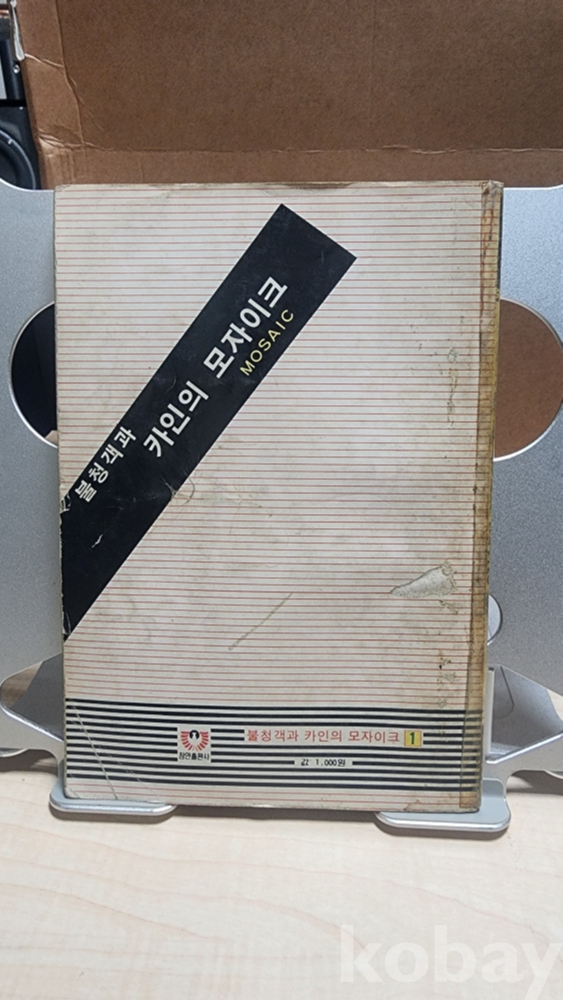 불청객과
카인의 모자이크
MOSAIC
불청객과 카인의 모자이크 1
값 1,000원
kobay